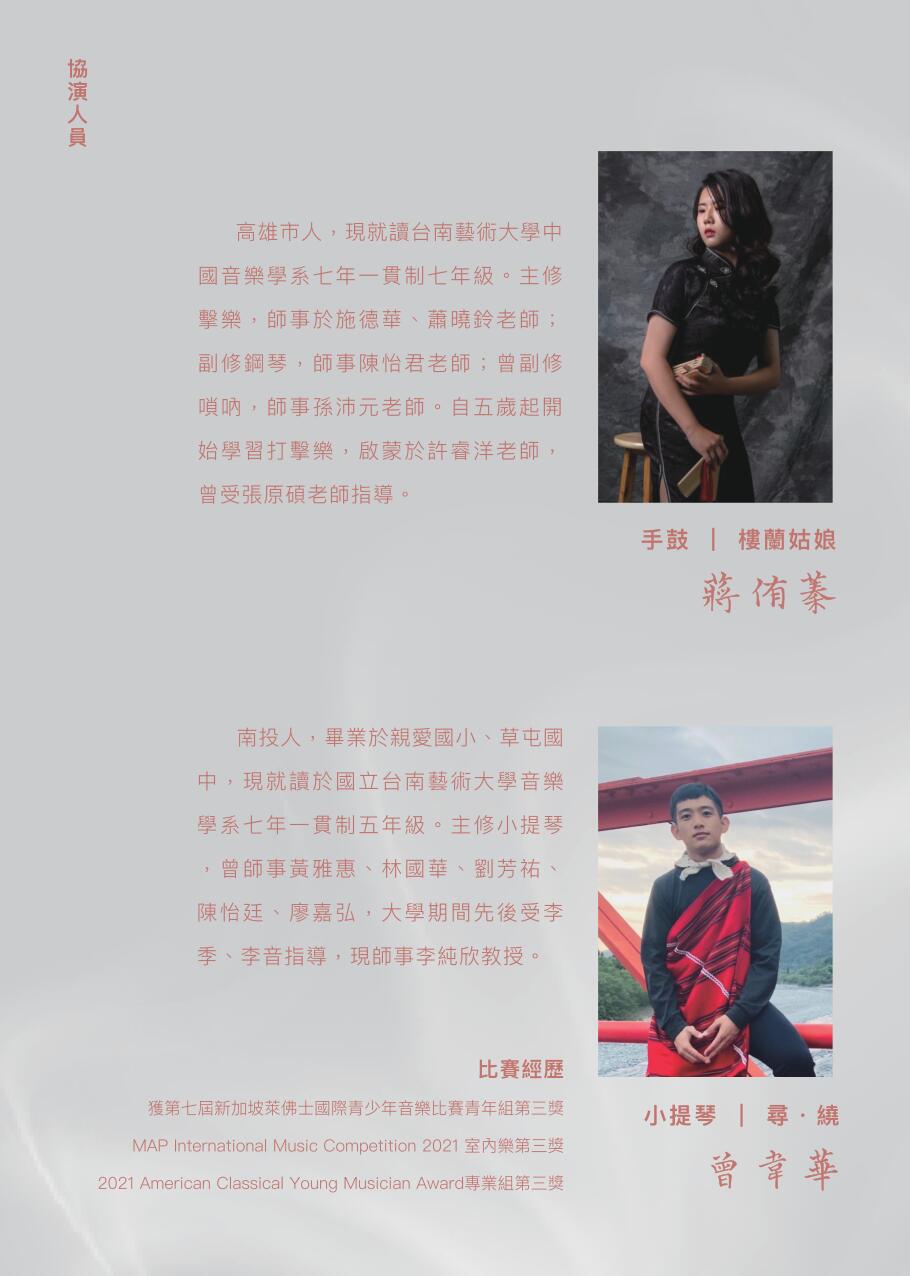 協演人員
高雄市人，現就讀台南藝術大學中
國音樂學系七年一貫制七年級。主修
擊樂，師事於施德華、蕭曉鈴老師；
副修鋼琴，師事陳怡君老師；曾副修
嗩吶，師事孫沛元老師。自五歲起開
始學習打擊樂，啟蒙於許睿洋老師，
曾受張原碩老師指導。
手鼓 | 樓蘭姑娘
蔣侑蓁
南投人，畢業於親愛國小、草屯國
中，現就讀於國立台南藝術大學音樂
學系七年一貫制五年級。主修小提琴
，曾師事黃雅惠、林國華、劉芳祐、
陳怡廷、廖嘉弘，大學期間先後受李
季、李音指導，現師事李純欣教授。
比賽經歷
獲第七屆新加坡萊佛士國際青少年音樂比賽青年組第三獎
MAP International Music Competition 2021 室內樂第三獎
2021 American Classical Young Musician Award專業組第三獎
小提琴 | 尋．繞
曾韋華